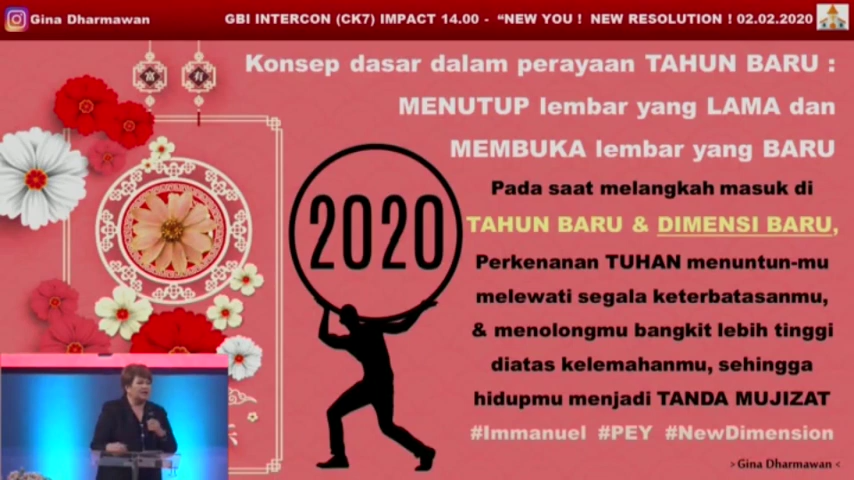 Gina Dharmawan
GBI INTERCON (CK7) IMPACT 14.00 - “NEW YOU ! NEW RESOLUTION ! 02.02.2020
Konsep dasar dalam perayaan TAHUN BARU :
MENUTUP lembar yang LAMA dan
MEMBUKA lembar yang BARU
2020
Pada saat melangkah masuk di
TAHUN BARU & DIMENSI BARU,
Perkenanan TUHAN menuntun-mu
melewati segala keterbatasanmu,
& menolongmu bangkit lebih tinggi
diatas kelemahanmu, sehingga
hidupmu menjadi TANDA MUJIZAT
#Immanuel #PEY #NewDimension
> Gina Dharmawan <